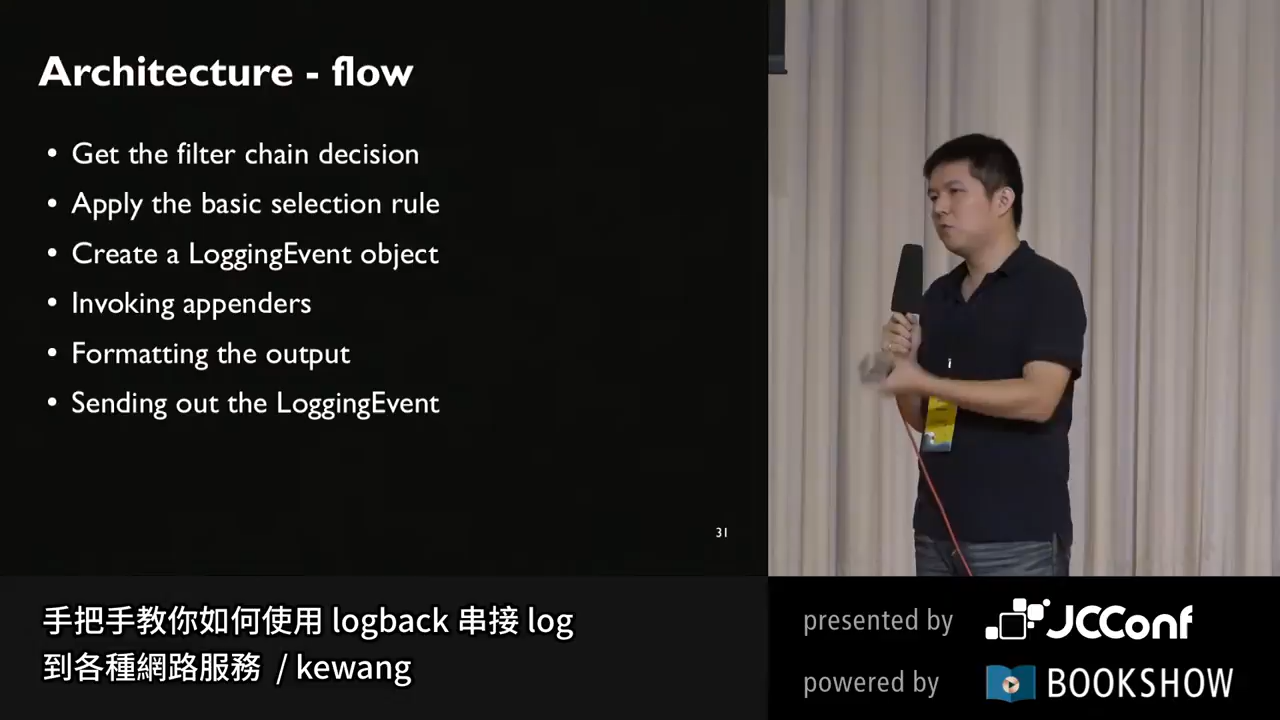 Architecture - flow
• Get the filter chain decision
• Apply the basic selection rule
• Create a LoggingEvent object
• Invoking appenders
• Formatting the output
• Sending out the LoggingEvent
31
手把手教你如何使用 logback 串接 log
到各種網路服務 / kewang
presented by JCConf
powered by BOOKSHOW